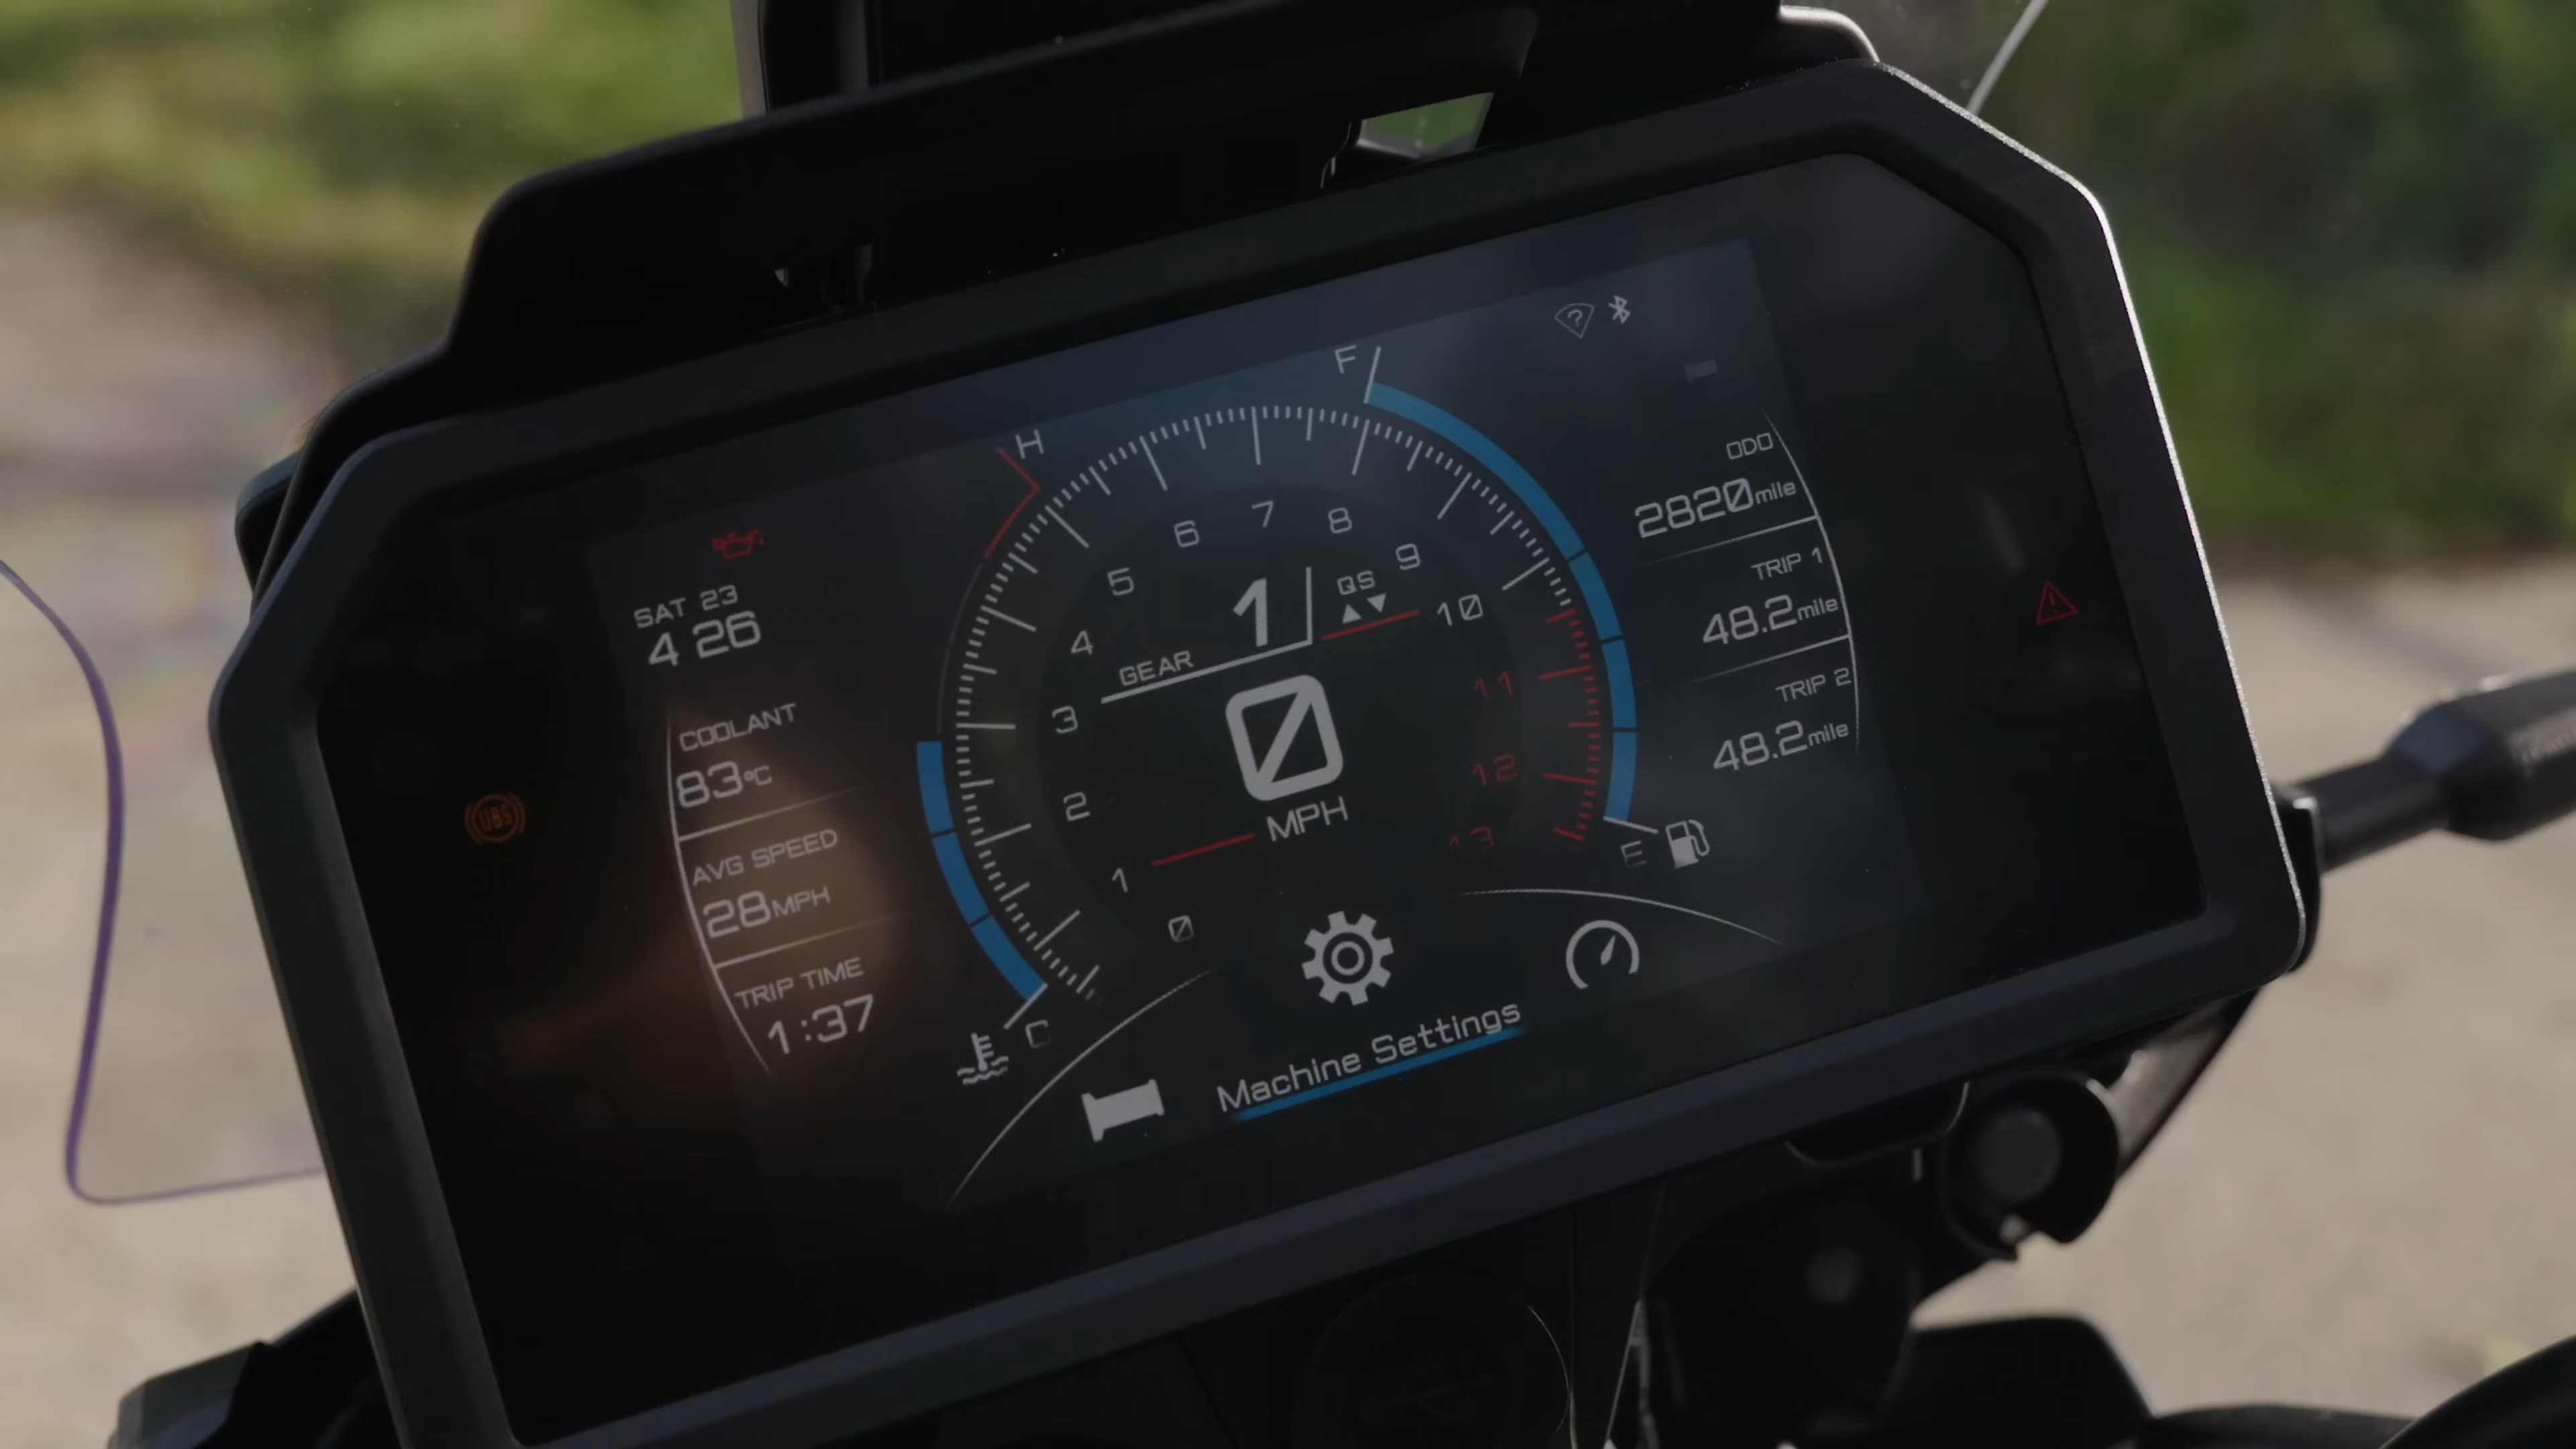 F
H
ODO
2820mile
TRIP 1
48.2mile
TRIP 2
48.2mile
SAT 23
4 26
COOLANT
83°C
AVG SPEED
28MPH
TRIP TIME
1:37
UBS
0
1
2
3
4
5
6
7
8
9
10
11
12
13
QS
GEAR
1
0
MPH
E
C
Machine Settings
?